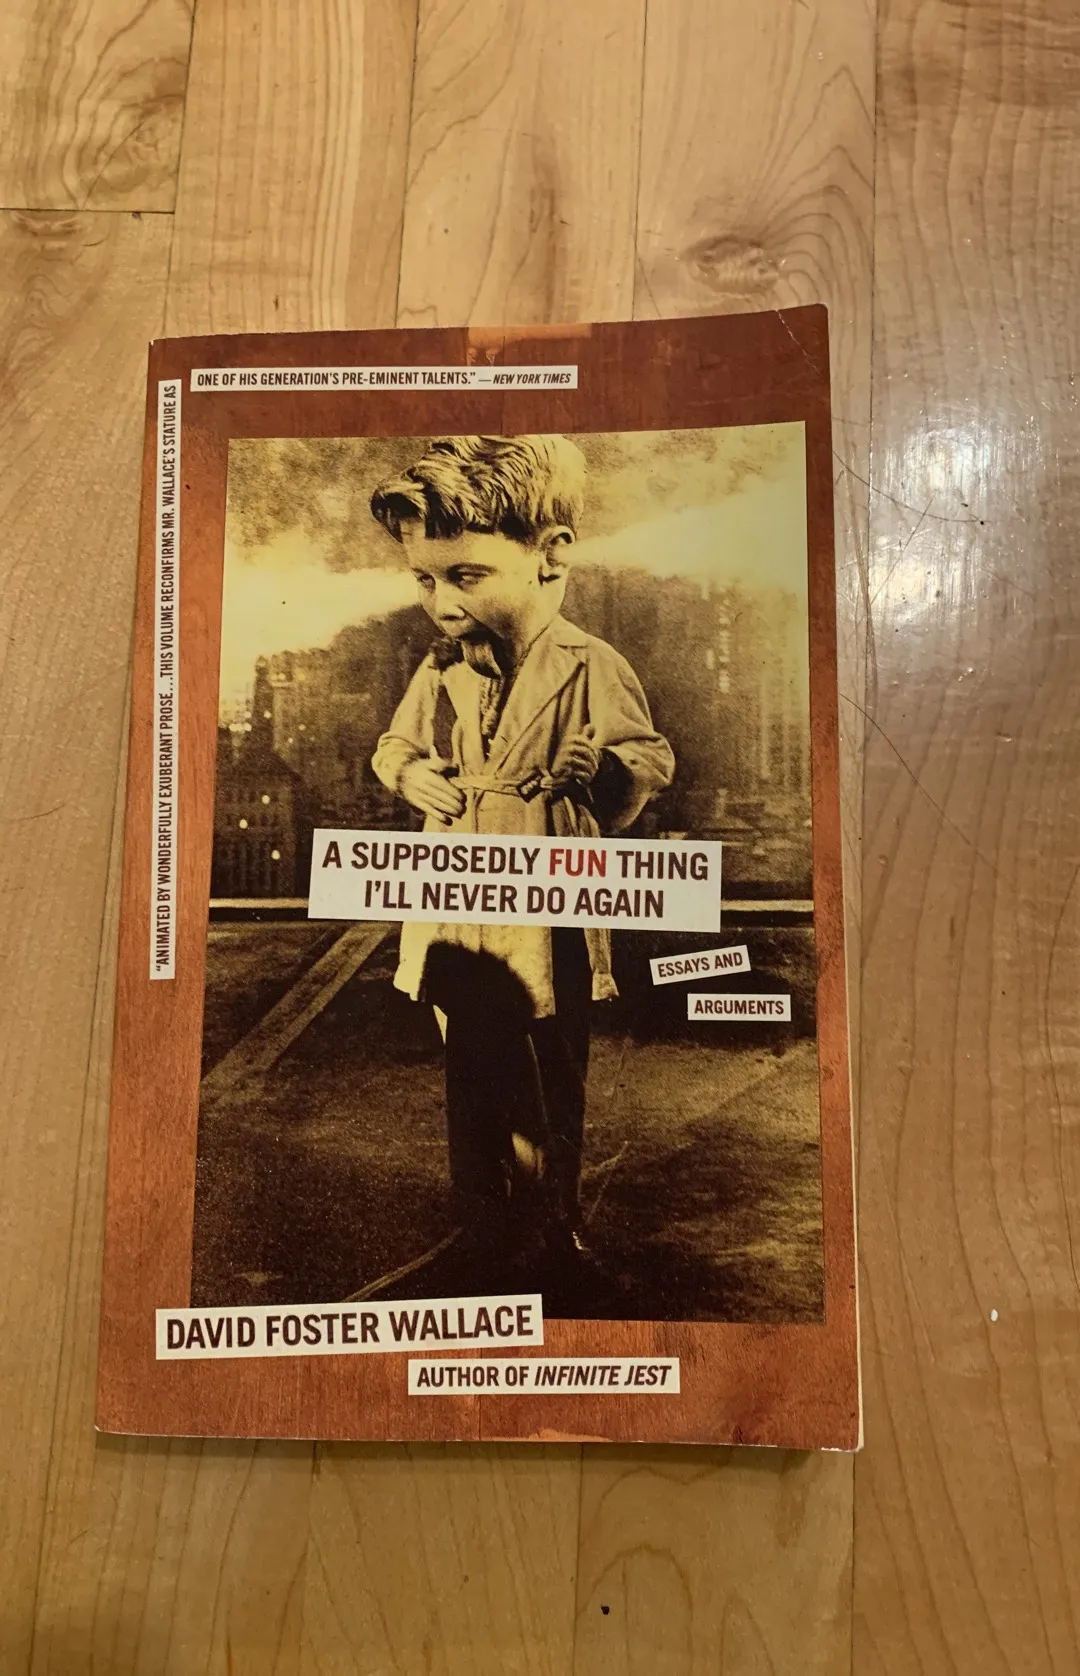 "ANIMATED BY WONDERFULLY EXUBERANT PROSE...THIS VOLUME RECONFIRMS MR. WALLACE'S STATURE AS
ONE OF HIS GENERATION'S PRE-EMINENT TALENTS." —NEW YORK TIMES
A SUPPOSEDLY FUN THING
I'LL NEVER DO AGAIN
ESSAYS AND
ARGUMENTS
DAVID FOSTER WALLACE
AUTHOR OF INFINITE JEST